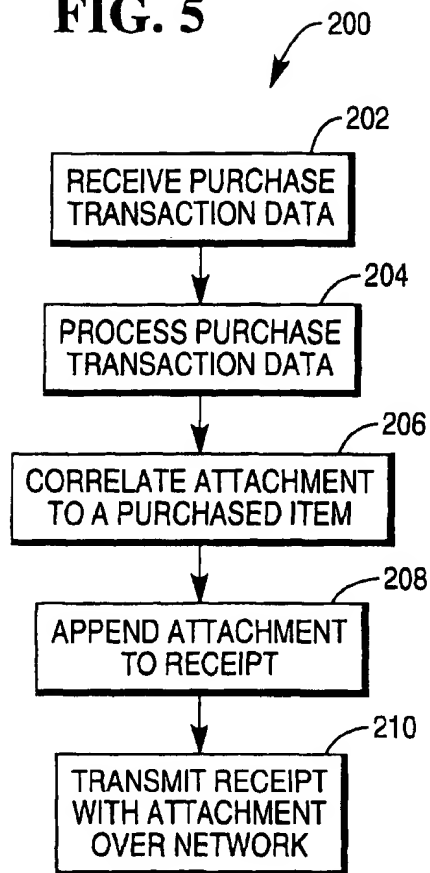 FIG. 5
200
202
RECEIVE PURCHASE
TRANSACTION DATA
204
PROCESS PURCHASE
TRANSACTION DATA
206
CORRELATE ATTACHMENT
TO A PURCHASED ITEM
208
APPEND ATTACHMENT
TO RECEIPT
210
TRANSMIT RECEIPT
WITH ATTACHMENT
OVER NETWORK